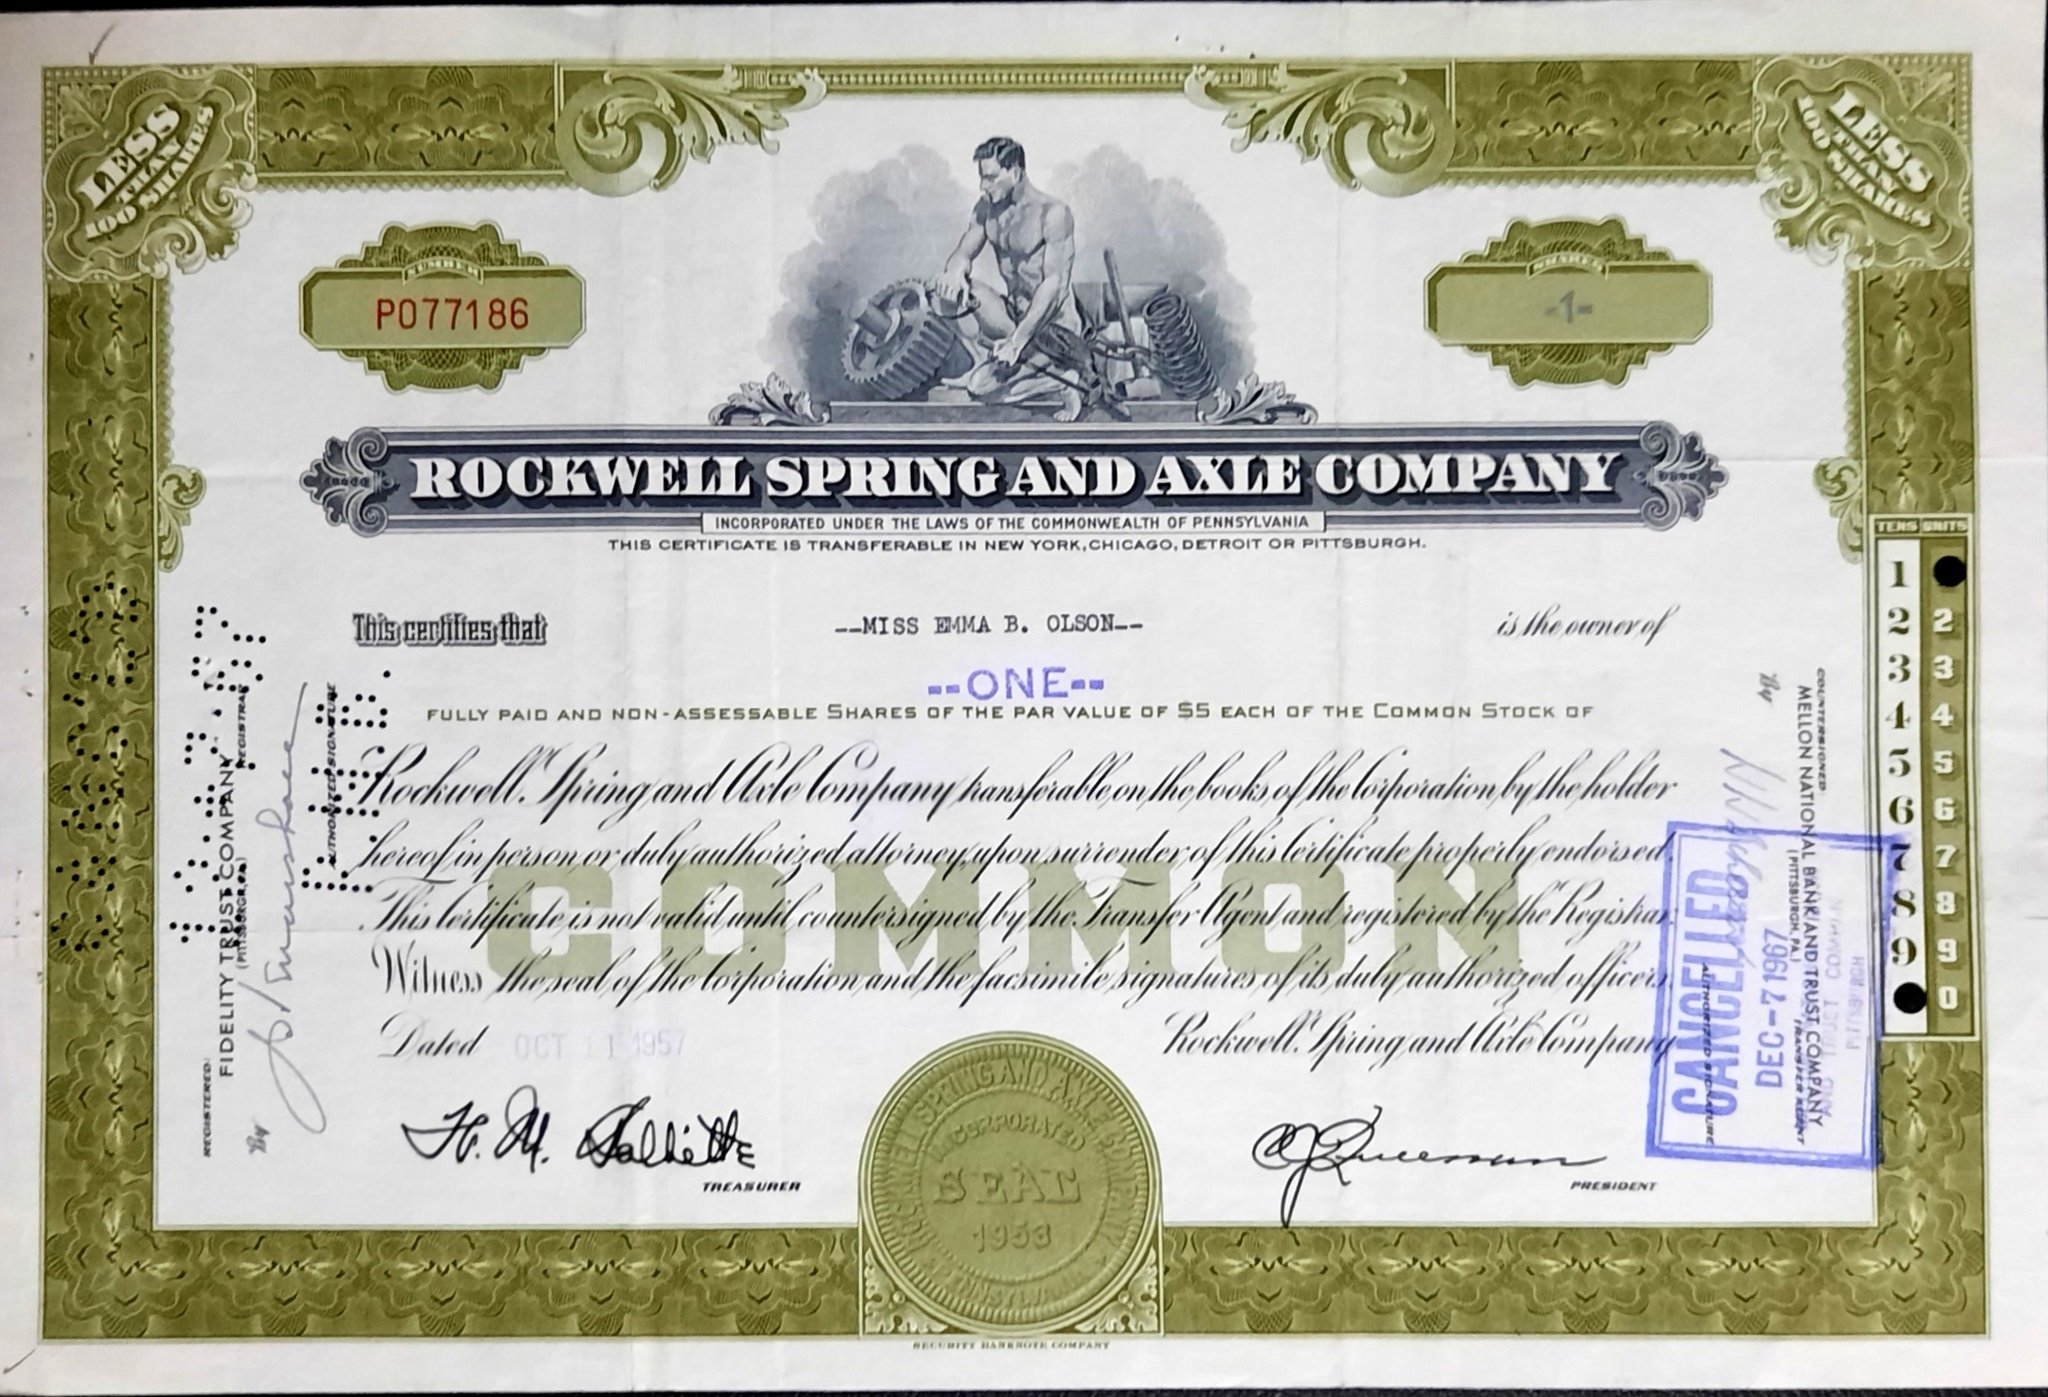 LESS
THAN
100 SHARES
LESS
THAN
100 SHARES
NUMBER
PO77186
SHARES
-1-
ROCKWELL SPRING AND AXLE COMPANY
INCORPORATED UNDER THE LAWS OF THE COMMONWEALTH OF PENNSYLVANIA
THIS CERTIFICATE IS TRANSFERABLE IN NEW YORK, CHICAGO, DETROIT OR PITTSBURGH.
This certifies that
--MISS EMMA B. OLSON--
is the owner of
--ONE--
FULLY PAID AND NON-ASSESSABLE SHARES OF THE PAR VALUE OF $5 EACH OF THE COMMON STOCK OF
Rockwell Spring and Axle Company transferable on the books of the Corporation by the holder
hereof in person or duly authorized attorney upon surrender of this Certificate properly endorsed.
This Certificate is not valid until countersigned by the Transfer Agent and registered by the Registrar.
Witness the seal of the Corporation and the facsimile signatures of its duly authorized officers.
COMMON
Dated OCT 11 1957
Rockwell Spring and Axle Company
TREASURER
PRESIDENT
ROCKWELL SPRING AND AXLE COMPANY
INCORPORATED
SEAL
1953
PENNSYLVANIA
SECURITY BANKNOTE COMPANY
REGISTERED:
FIDELITY TRUST COMPANY
(PITTSBURGH, PA.)
REGISTRAR
By
AUTHORIZED SIGNATURE
COUNTERSIGNED:
MELLON NATIONAL BANK AND TRUST COMPANY
(PITTSBURGH, PA.)
TRANSFER AGENT
By
AUTHORIZED SIGNATURE
CANCELLED
DEC -7 1967
TENS UNITS
1
2 2
3 3
4 4
5 5
6 6
7 7
8 8
9 9
0